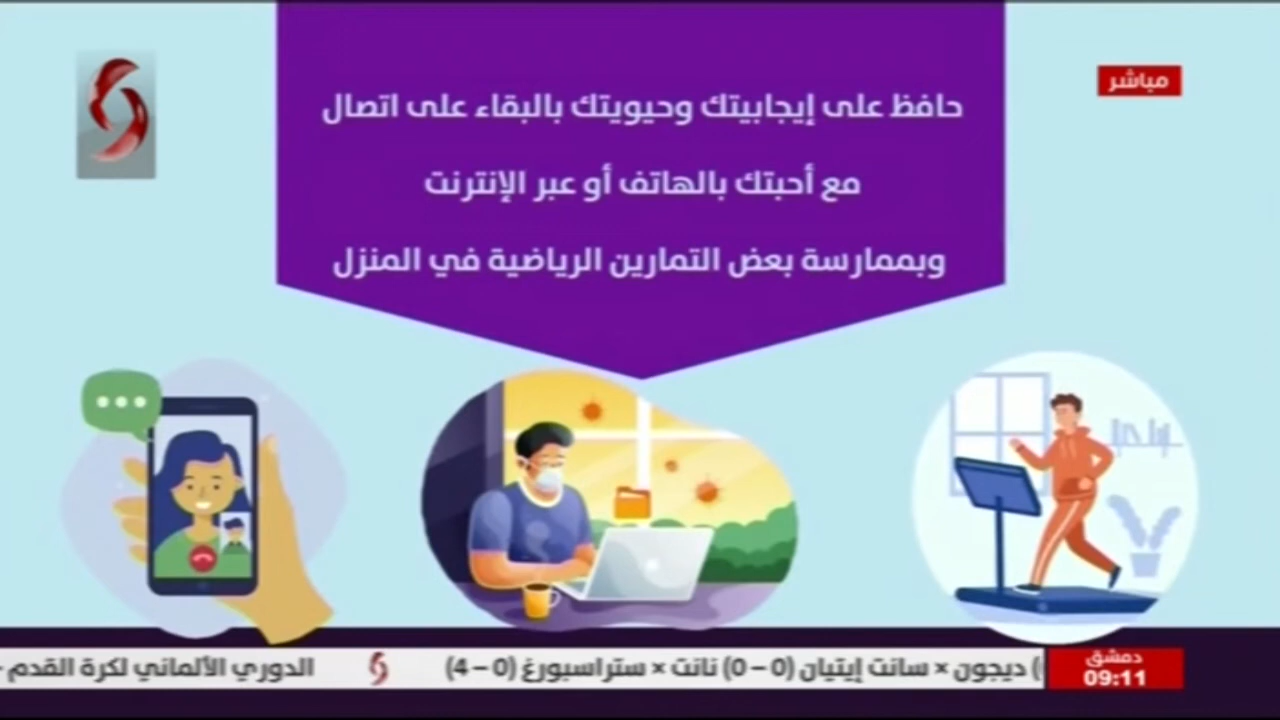 مباشر
حافظ على إيجابيتك وحيويتك بالبقاء على اتصال
مع أحبتك بالهاتف أو عبر الإنترنت
وبممارسة بعض التمارين الرياضية في المنزل
دمشق
09:11
) ديجون × سانت إيتيان (0 – 0) نانت × ستراسبورغ (0 – 4) الدوري الألماني لكرة القدم -